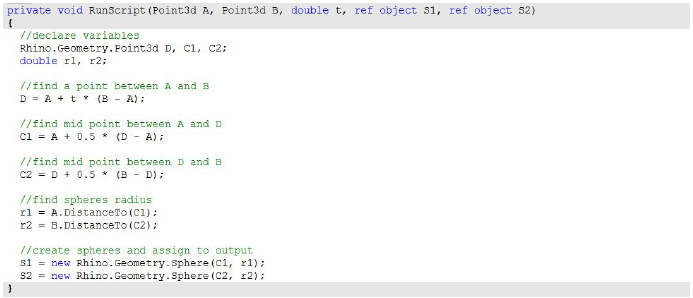 private void RunScript(Point3d A, Point3d B, double t, ref object S1, ref object S2)
{
//declare variables
Rhino.Geometry.Point3d D, C1, C2;
double r1, r2;
//find a point between A and B
D = A + t * (B - A);
//find mid point between A and D
C1 = A + 0.5 * (D - A);
//find mid point between D and B
C2 = D + 0.5 * (B - D);
//find spheres radius
r1 = A.DistanceTo(C1);
r2 = B.DistanceTo(C2);
//create spheres and assign to output
S1 = new Rhino.Geometry.Sphere(C1, r1);
S2 = new Rhino.Geometry.Sphere(C2, r2);
}